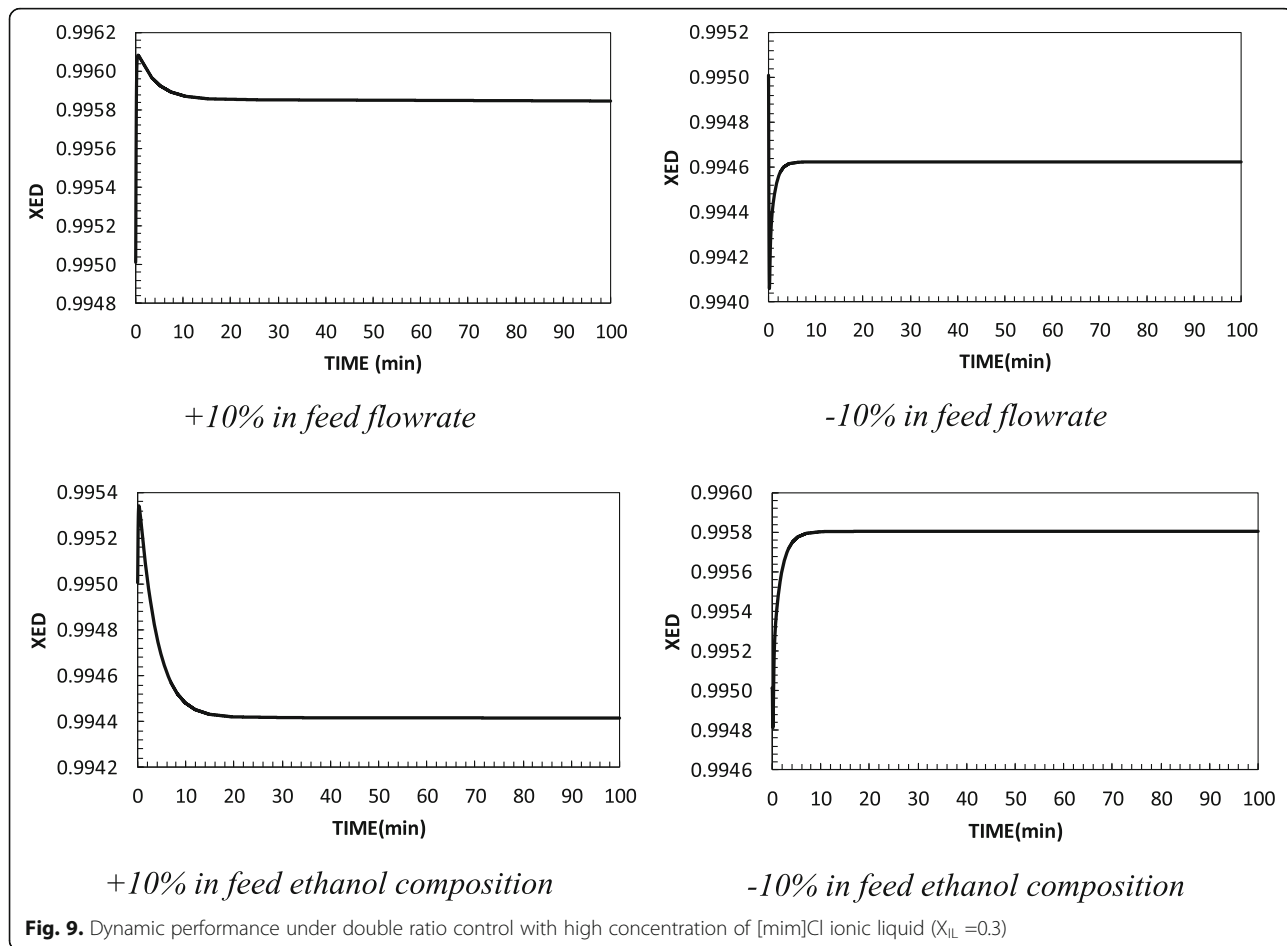 0.9962
0.9960
0.9958
0.9956
0.9954
0.9952
0.9950
0.9948
XED
0 10 20 30 40 50 60 70 80 90 100
TIME (min)
+10% in feed flowrate
0.9952
0.9950
0.9948
0.9946
0.9944
0.9942
0.9940
XED
0 10 20 30 40 50 60 70 80 90 100
TIME(min)
-10% in feed flowrate
0.9954
0.9952
0.9950
0.9948
0.9946
0.9944
0.9942
XED
0 10 20 30 40 50 60 70 80 90 100
TIME(min)
+10% in feed ethanol composition
0.9960
0.9958
0.9956
0.9954
0.9952
0.9950
0.9948
0.9946
XED
0 10 20 30 40 50 60 70 80 90 100
TIME(min)
-10% in feed ethanol composition
Fig. 9. Dynamic performance under double ratio control with high concentration of [mim]Cl ionic liquid (X_IL =0.3)